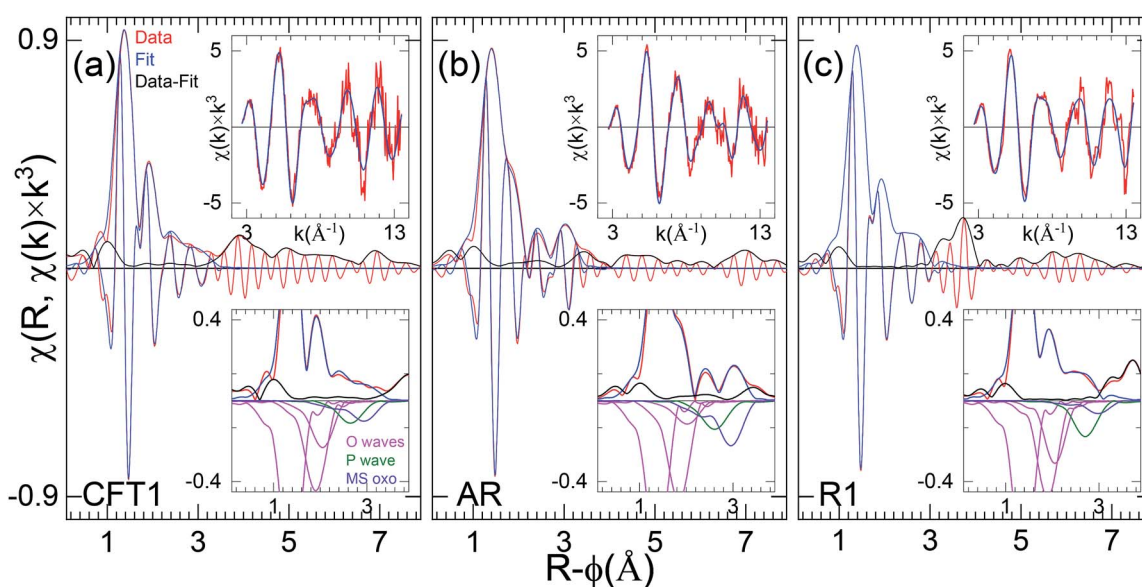 χ(R, χ(k)×k³)
0.9
-0.9
(a)
Data
Fit
Data-Fit
5
-5
χ(k)×k³
3
k(Å⁻¹)
13
0.4
-0.4
O waves
P wave
MS oxo
1
3
CFT1
1
3
5
7
(b)
5
-5
χ(k)×k³
3
k(Å⁻¹)
13
0.4
-0.4
1
3
AR
1
3
5
7
(c)
5
-5
χ(k)×k³
3
k(Å⁻¹)
13
0.4
-0.4
1
3
R1
1
3
5
7
R-ϕ(Å)